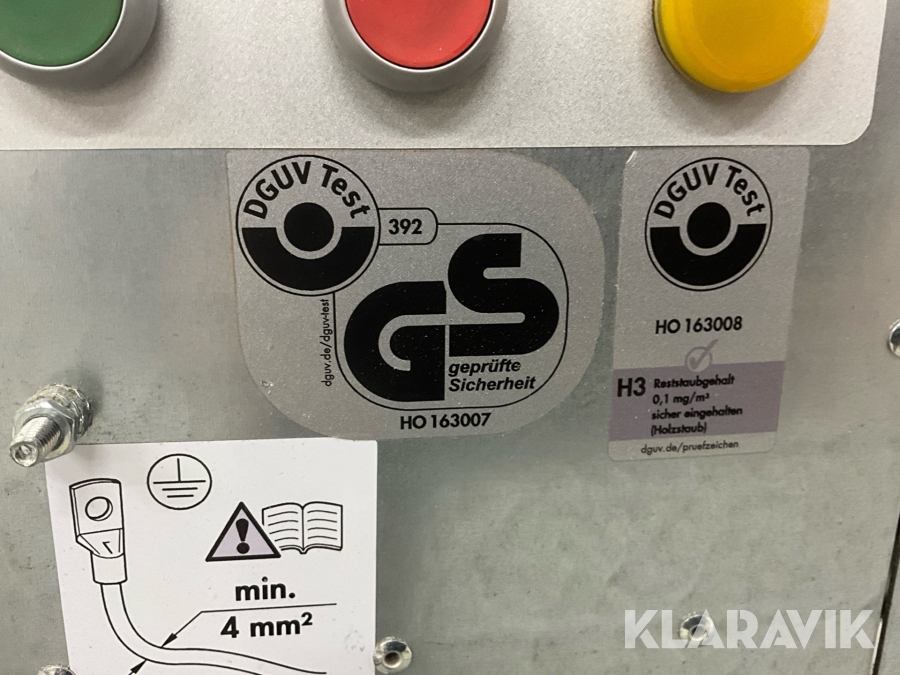 DGUV Test
392
dguv.de/dguv-test
GS
geprüfte
Sicherheit
HO 163007
DGUV Test
HO 163008
H3 Reststaubgehalt
0,1 mg/m³
sicher eingehalten
(Holzstaub)
dguv.de/pruefzeichen
min.
4 mm²
KLARAVIK